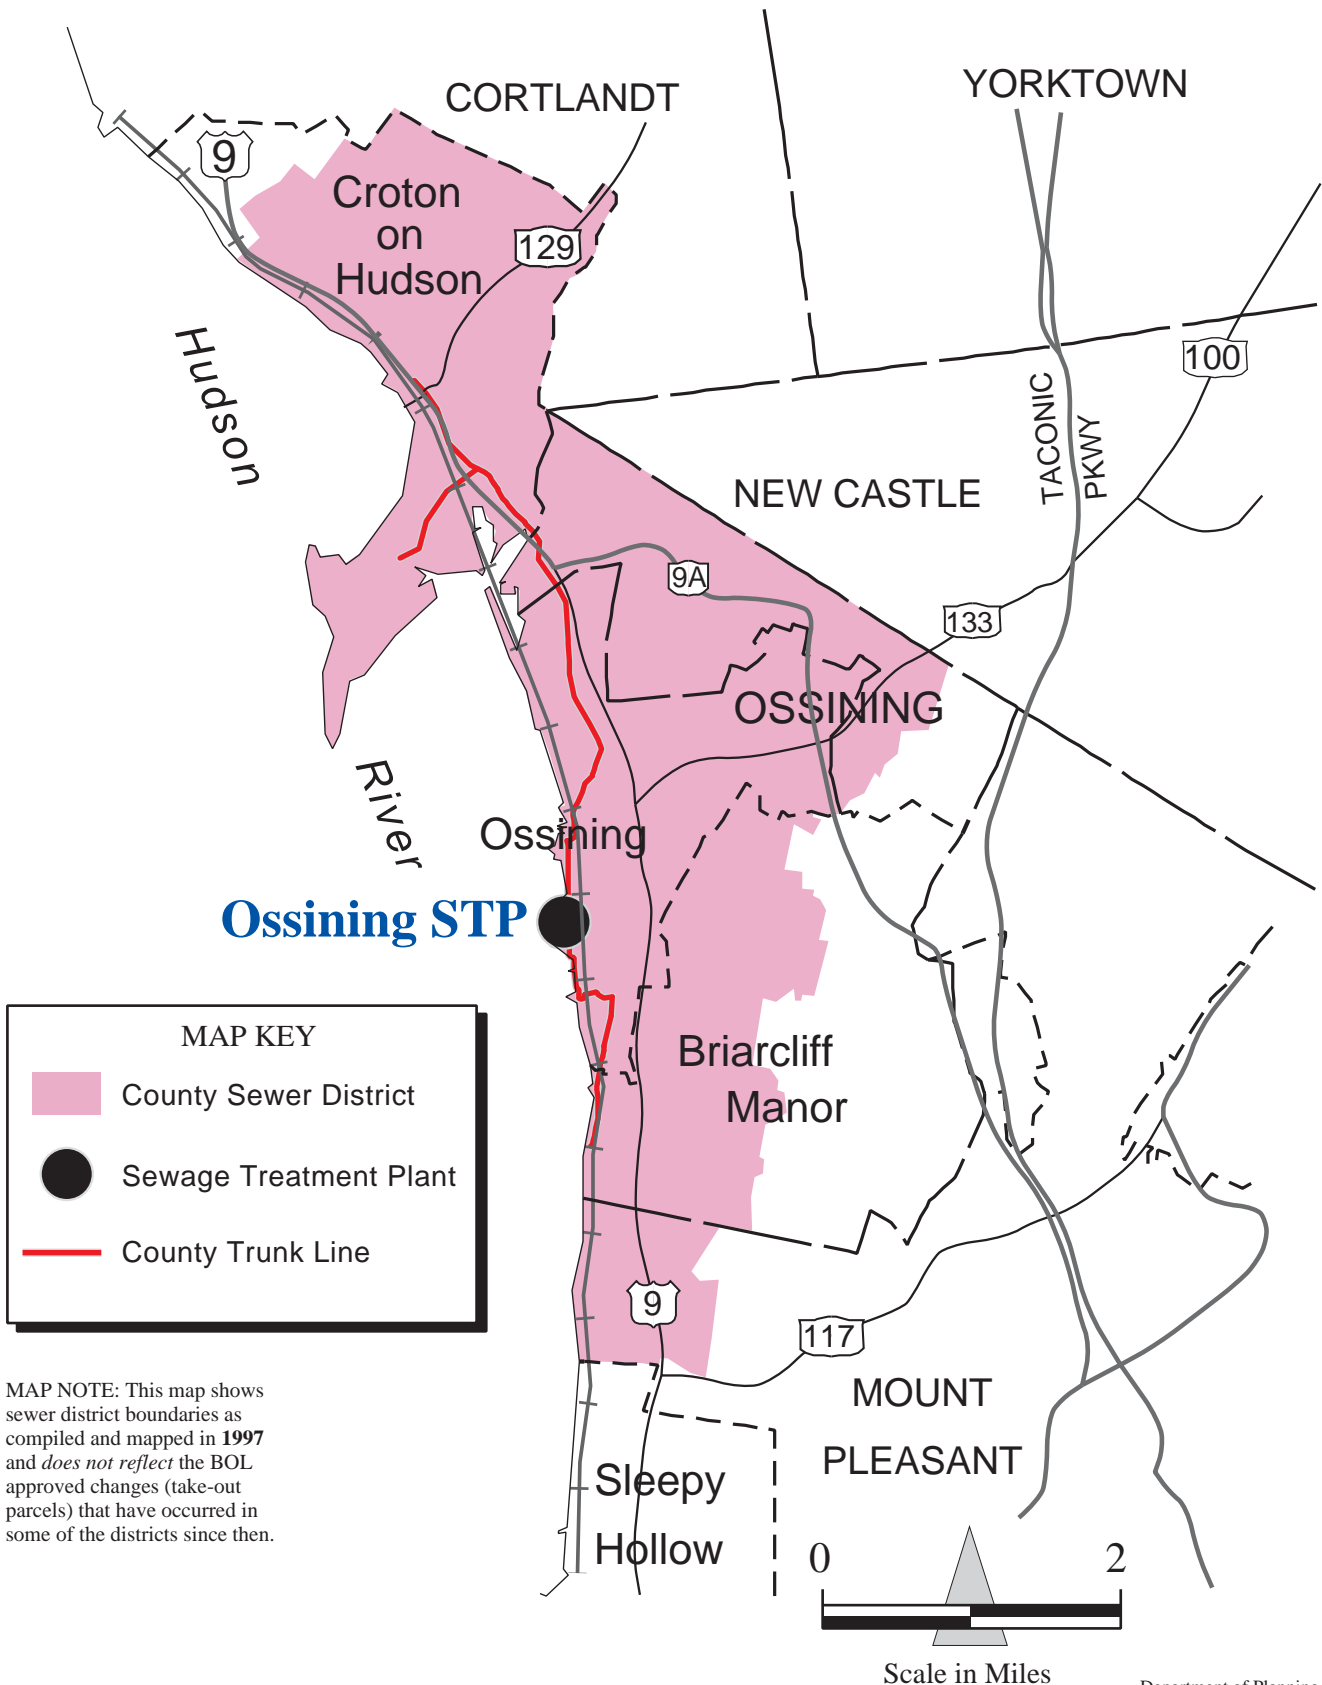 CORTLANDT
YORKTOWN
9
Croton
on
Hudson
129
Hudson
100
TACONIC
PKWY
NEW CASTLE
9A
133
OSSINING
River
Ossining
Ossining STP
MAP KEY
County Sewer District
Sewage Treatment Plant
County Trunk Line
Briarcliff
Manor
9
117
MAP NOTE: This map shows
sewer district boundaries as
compiled and mapped in 1997
and does not reflect the BOL
approved changes (take-out
parcels) that have occurred in
some of the districts since then.
MOUNT
PLEASANT
Sleepy
Hollow
0 2
Scale in Miles
Department of Planning